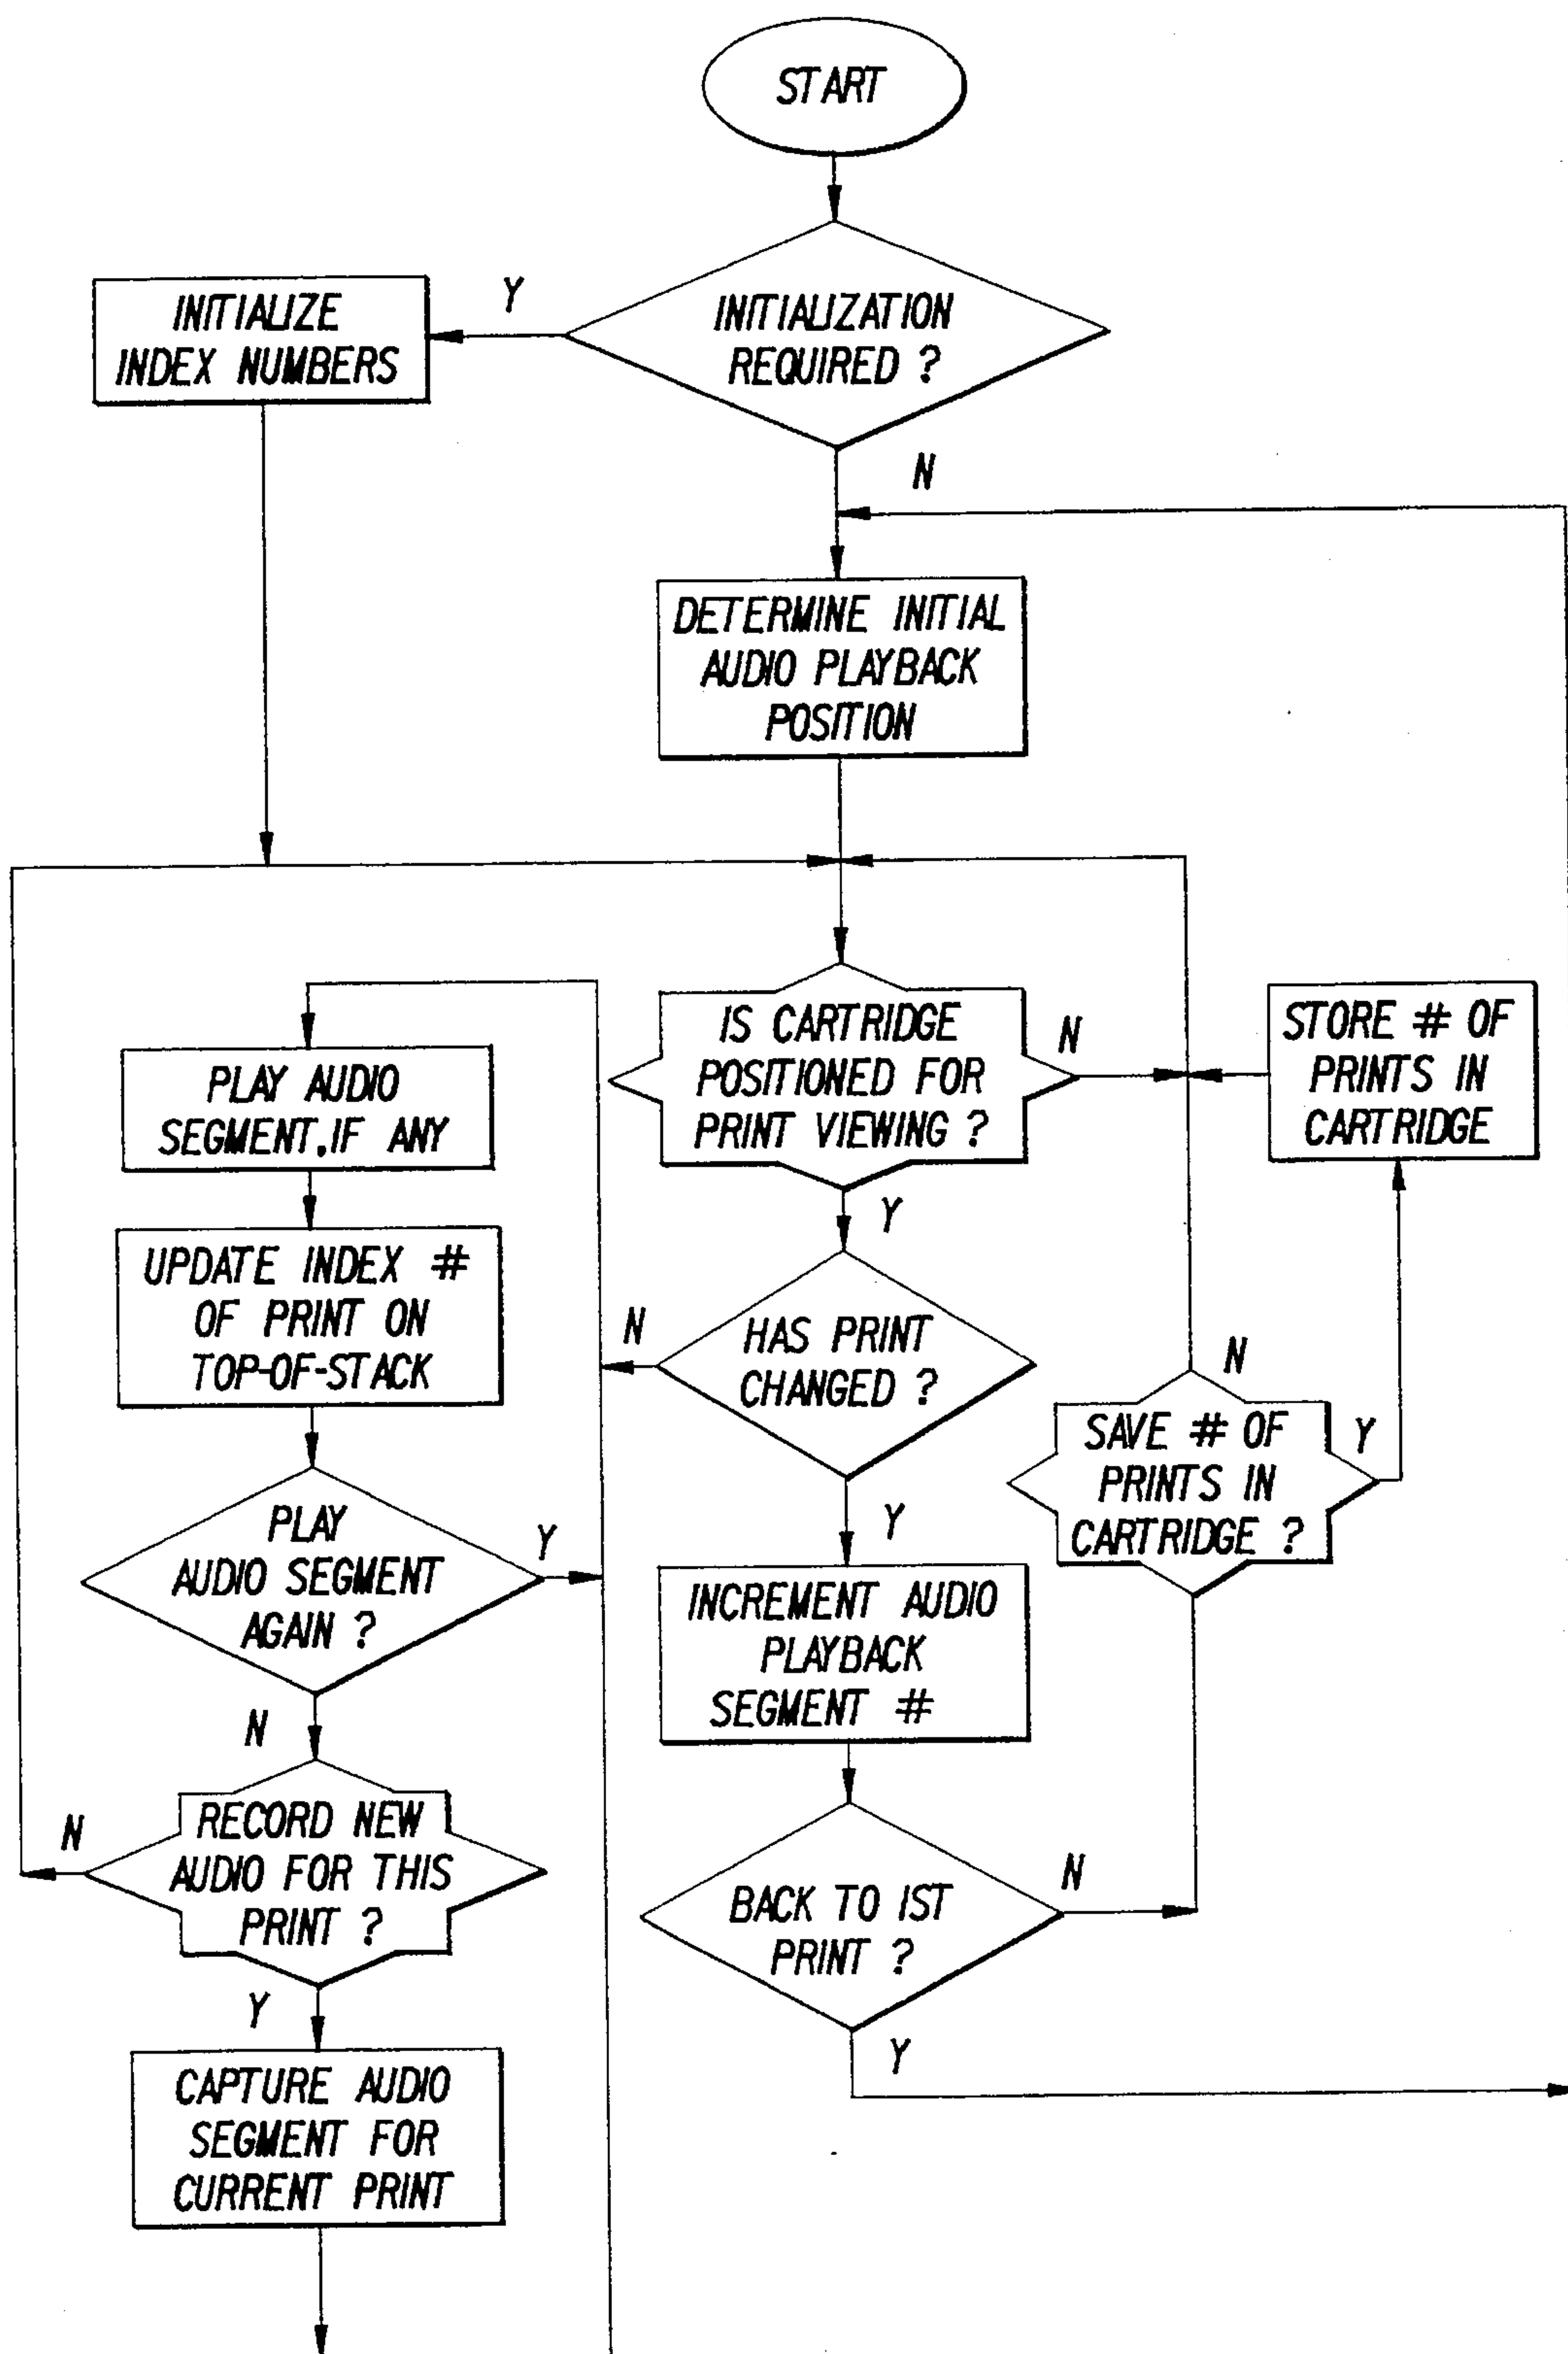 START
INITIALIZATION
REQUIRED ?
Y
INITIALIZE
INDEX NUMBERS
N
DETERMINE INITIAL
AUDIO PLAYBACK
POSITION
IS CARTRIDGE
POSITIONED FOR
PRINT VIEWING ?
N
Y
STORE # OF
PRINTS IN
CARTRIDGE
PLAY AUDIO
SEGMENT, IF ANY
UPDATE INDEX #
OF PRINT ON
TOP-OF-STACK
HAS PRINT
CHANGED ?
N
Y
SAVE # OF
PRINTS IN
CARTRIDGE ?
N
Y
PLAY
AUDIO SEGMENT
AGAIN ?
Y
N
INCREMENT AUDIO
PLAYBACK
SEGMENT #
RECORD NEW
AUDIO FOR THIS
PRINT ?
N
Y
BACK TO IST
PRINT ?
N
Y
CAPTURE AUDIO
SEGMENT FOR
CURRENT PRINT